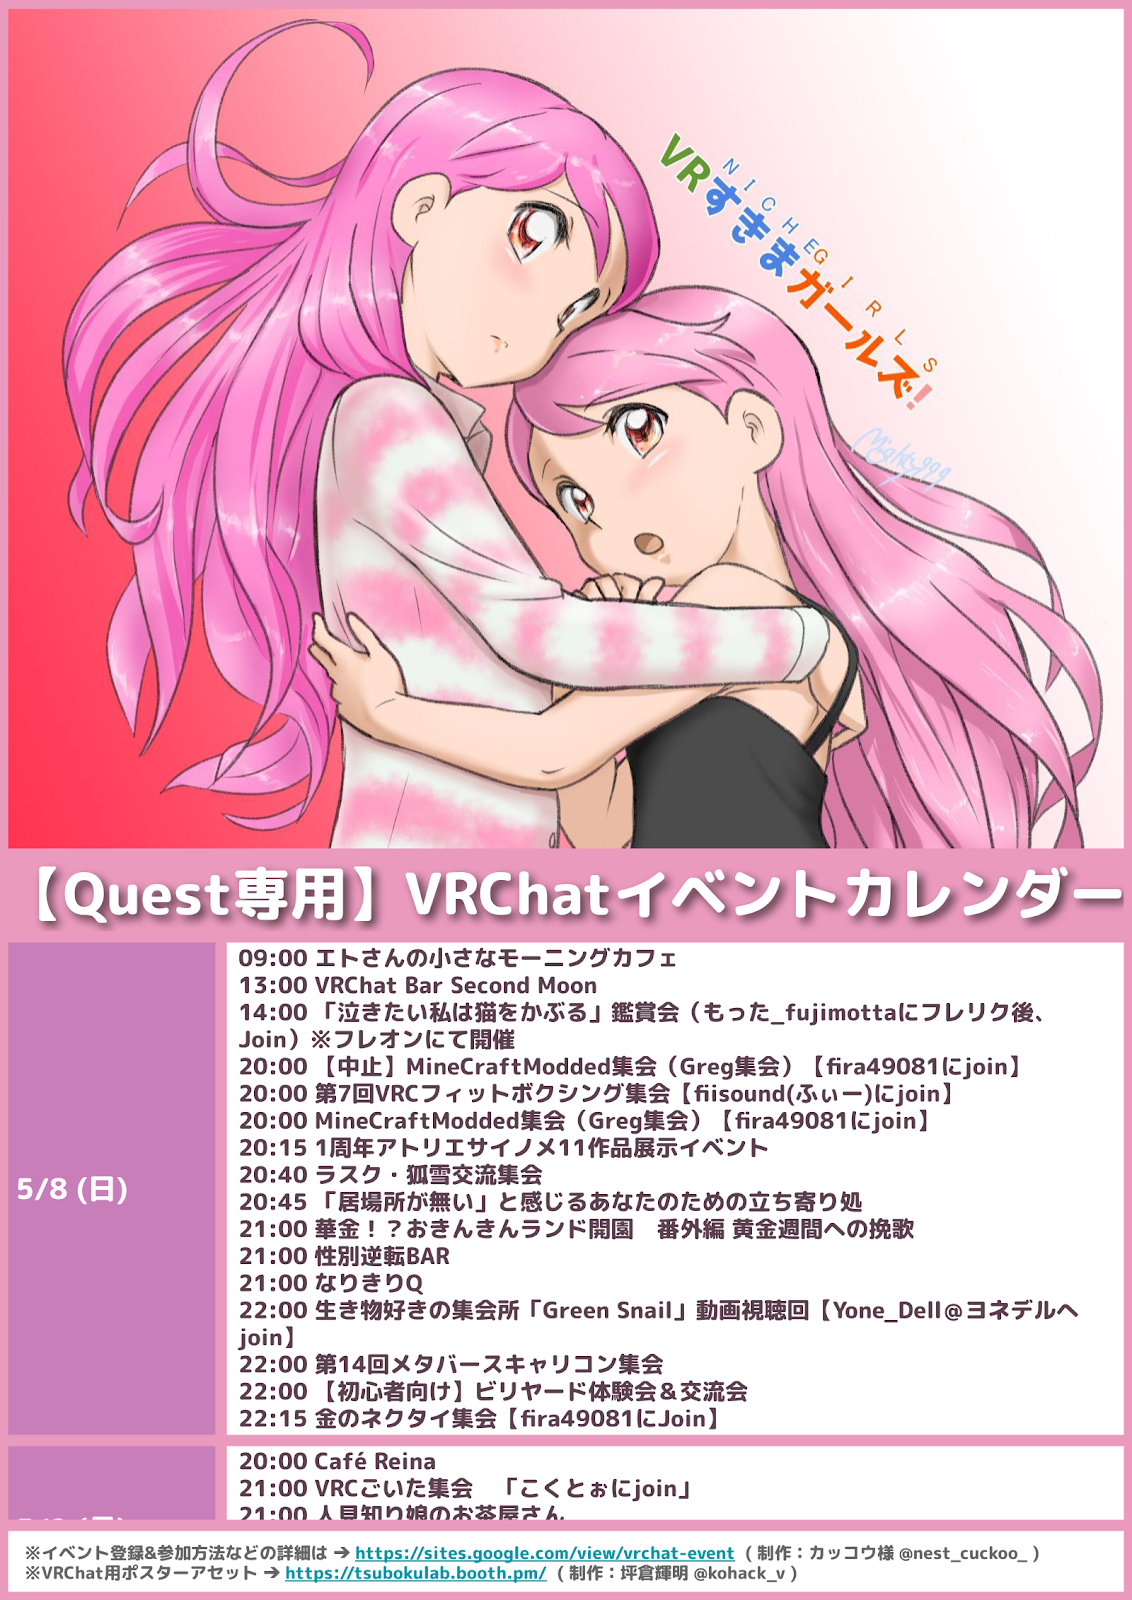 NICHE GIRLS
VRすきまガールズ!
Mighty999
【Quest専用】VRChatイベントカレンダー
5/8 (日)
09:00 エトさんの小さなモーニングカフェ
13:00 VRChat Bar Second Moon
14:00 「泣きたい私は猫をかぶる」鑑賞会（もった_fujimottaにフレリク後、
Join）※フレオンにて開催
20:00 【中止】MineCraftModded集会（Greg集会）【fira49081にjoin】
20:00 第7回VRCフィットボクシング集会【fiisound(ふぃー)にjoin】
20:00 MineCraftModded集会（Greg集会）【fira49081にjoin】
20:15 1周年アトリエサイノメ11作品展示イベント
20:40 ラスク・狐雪交流集会
20:45 「居場所が無い」と感じるあなたのための立ち寄り処
21:00 華金！？おきんきんランド開園　番外編 黄金週間への挽歌
21:00 性別逆転BAR
21:00 なりきりQ
22:00 生き物好きの集会所「Green Snail」動画視聴回【Yone_Dell＠ヨネデルへ
join】
22:00 第14回メタバースキャリコン集会
22:00 【初心者向け】ビリヤード体験会＆交流会
22:15 金のネクタイ集会【fira49081にJoin】
20:00 Café Reina
21:00 VRCごいた集会　「こくとぉにjoin」
21:00 人見知り娘のお茶屋さん
※イベント登録&参加方法などの詳細は → https://sites.google.com/view/vrchat-event ( 制作：カッコウ様 @nest_cuckoo_ )
※VRChat用ポスターアセット → https://tsubokulab.booth.pm/ ( 制作：坪倉輝明 @kohack_v )